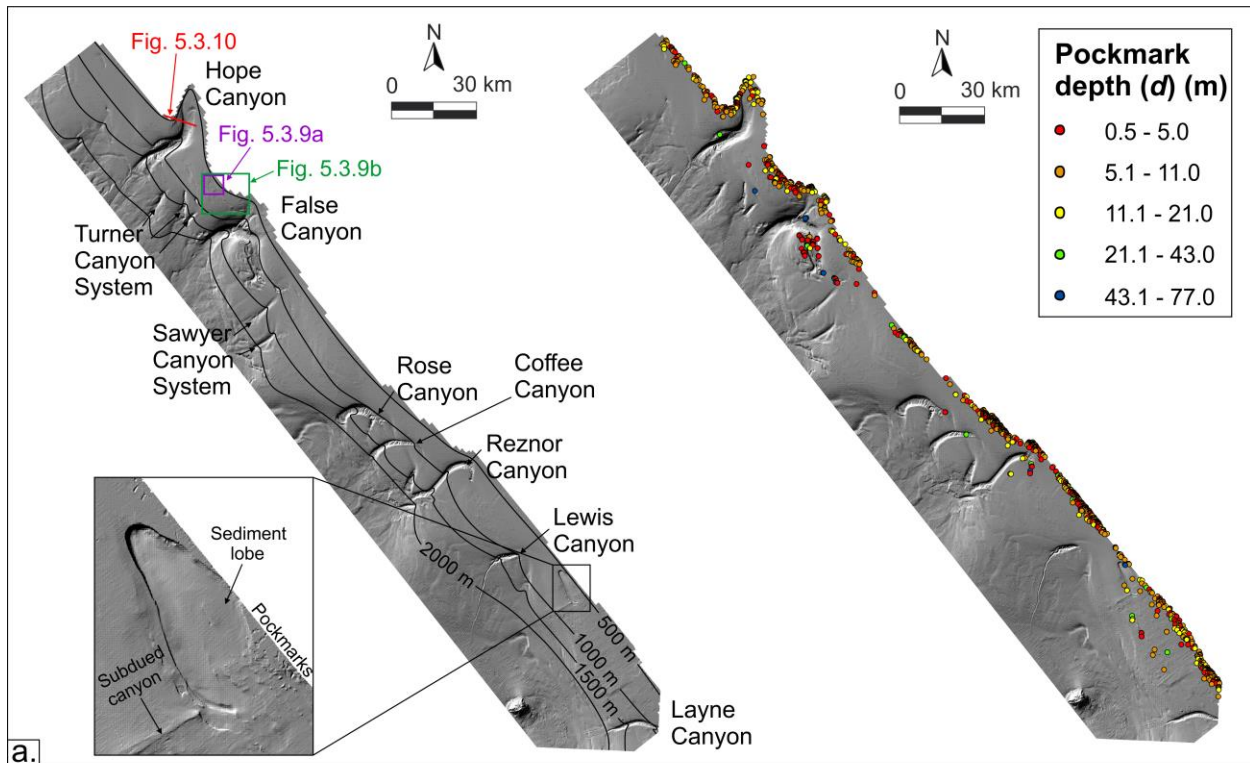 Fig. 5.3.10
Hope
Canyon
N
0 30 km
Fig. 5.3.9a
Fig. 5.3.9b
False
Canyon
Turner
Canyon
System
Sawyer
Canyon
System
Rose
Canyon
Coffee
Canyon
Reznor
Canyon
Lewis
Canyon
2000 m
500 m
1000 m
1500 m
Layne
Canyon
Sediment
lobe
Pockmarks
Subdued
canyon
a.
N
0 30 km
Pockmark
depth (d) (m)
0.5 - 5.0
5.1 - 11.0
11.1 - 21.0
21.1 - 43.0
43.1 - 77.0